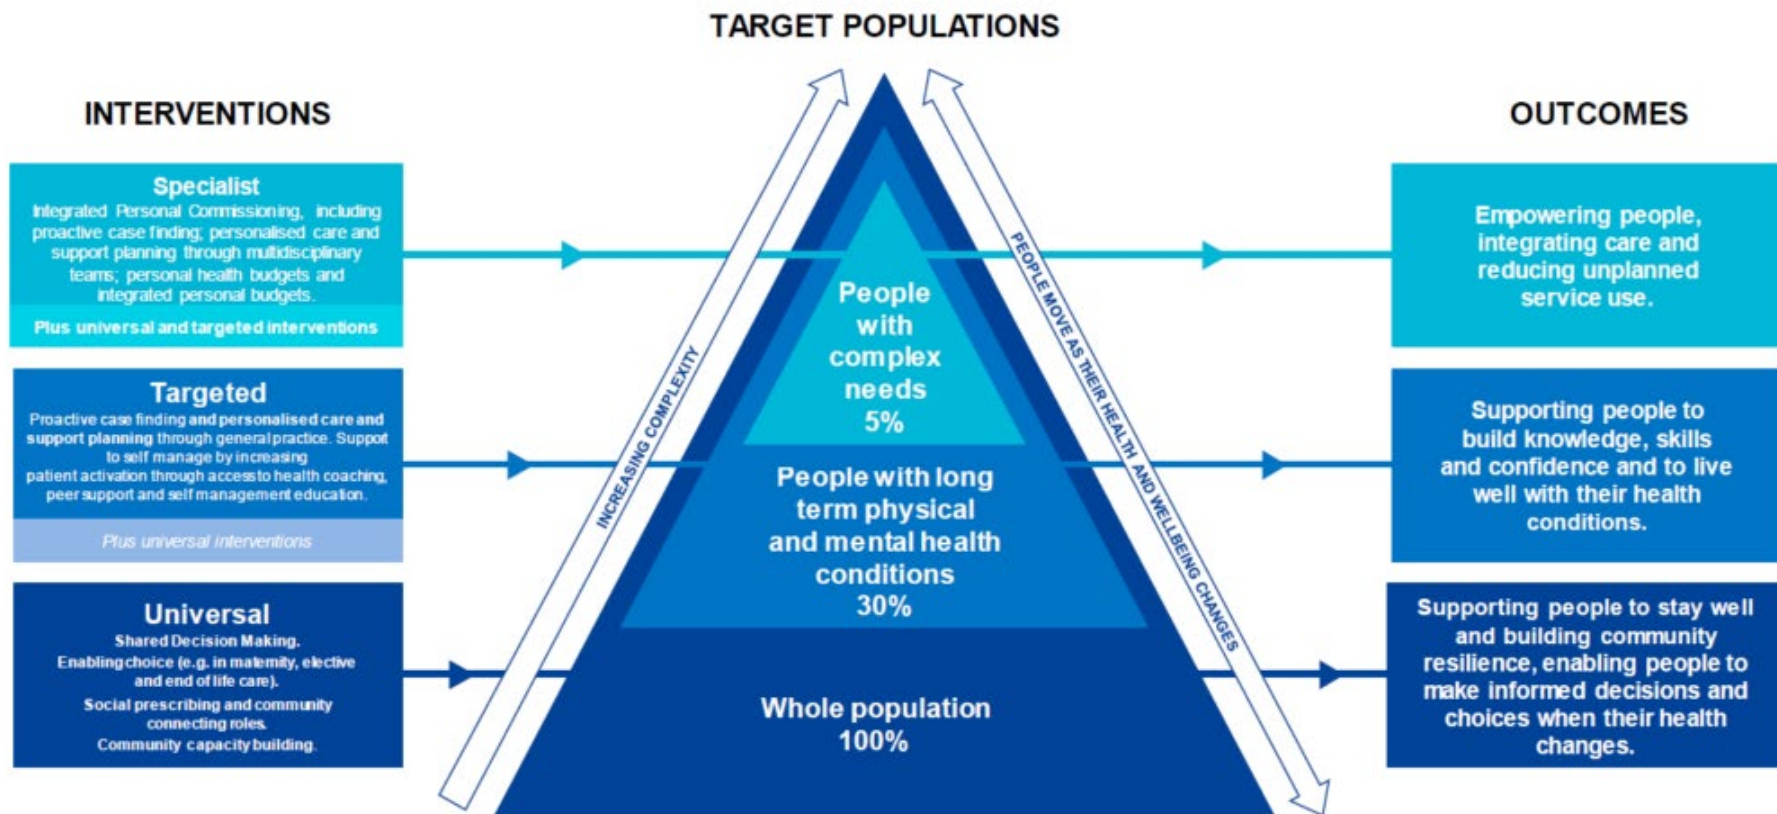 TARGET POPULATIONS
INTERVENTIONS
OUTCOMES
Specialist
Integrated Personal Commissioning, including
proactive case finding; personalised care and
support planning through multidisciplinary
teams; personal health budgets and
integrated personal budgets.
Plus universal and targeted interventions
Targeted
Proactive case finding and personalised care and
support planning through general practice. Support
to self manage by increasing
patient activation through access to health coaching,
peer support and self management education.
Plus universal interventions
Universal
Shared Decision Making.
Enabling choice (e.g. in maternity, elective
and end of life care).
Social prescribing and community
connecting roles.
Community capacity building.
INCREASING COMPLEXITY
People
with
complex
needs
5%
People with long
term physical
and mental health
conditions
30%
Whole population
100%
PEOPLE MOVE AS THEIR HEALTH AND WELLBEING CHANGES
Empowering people,
integrating care and
reducing unplanned
service use.
Supporting people to
build knowledge, skills
and confidence and to live
well with their health
conditions.
Supporting people to stay well
and building community
resilience, enabling people to
make informed decisions and
choices when their health
changes.